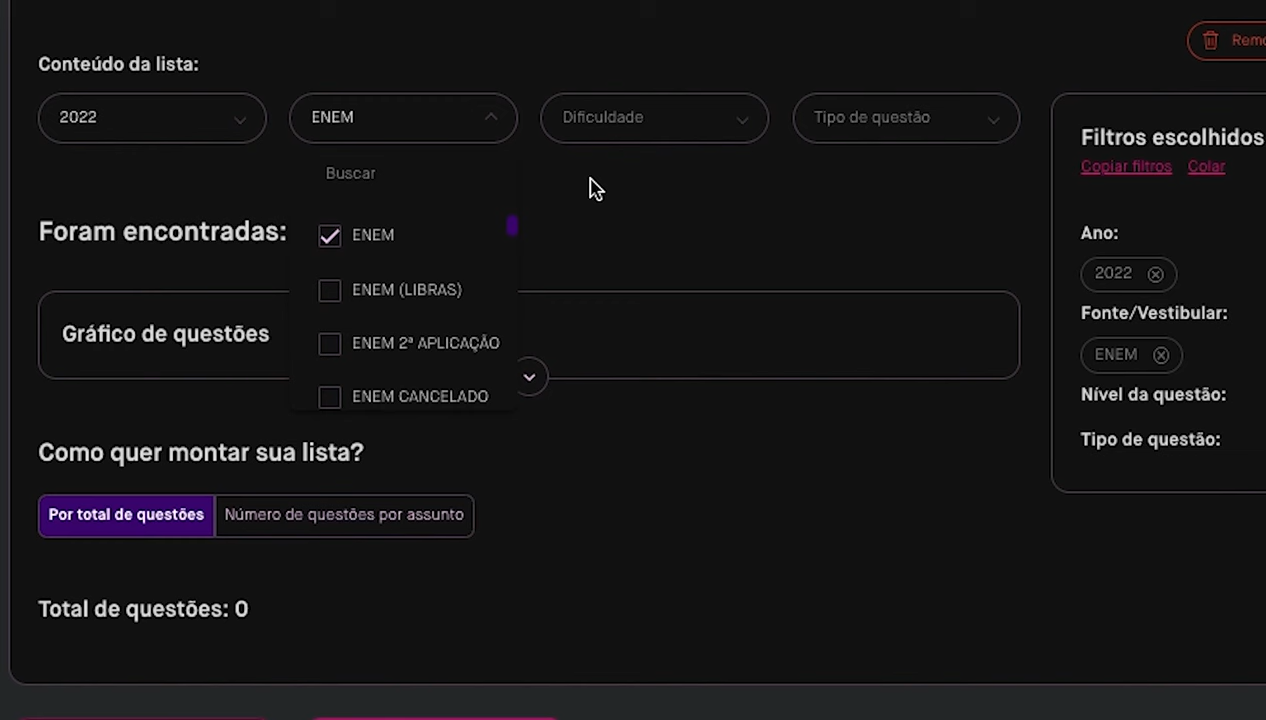 Conteúdo da lista:
2022
ENEM
Dificuldade
Tipo de questão
Buscar
ENEM
ENEM (LIBRAS)
ENEM 2ª APLICAÇÃO
ENEM CANCELADO
Foram encontradas:
Gráfico de questões
Como quer montar sua lista?
Por total de questões
Número de questões por assunto
Total de questões: 0
Remo
Filtros escolhidos
Copiar filtros Colar
Ano:
2022
Fonte/Vestibular:
ENEM
Nível da questão:
Tipo de questão: